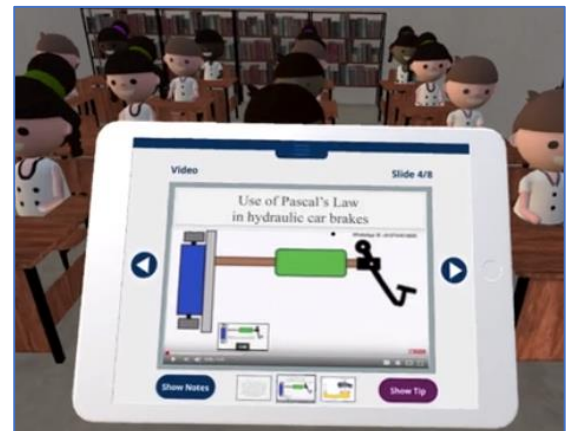 Video
Slide 4/8
Use of Pascal's Law
in hydraulic car brakes
Show Notes
Show Tip